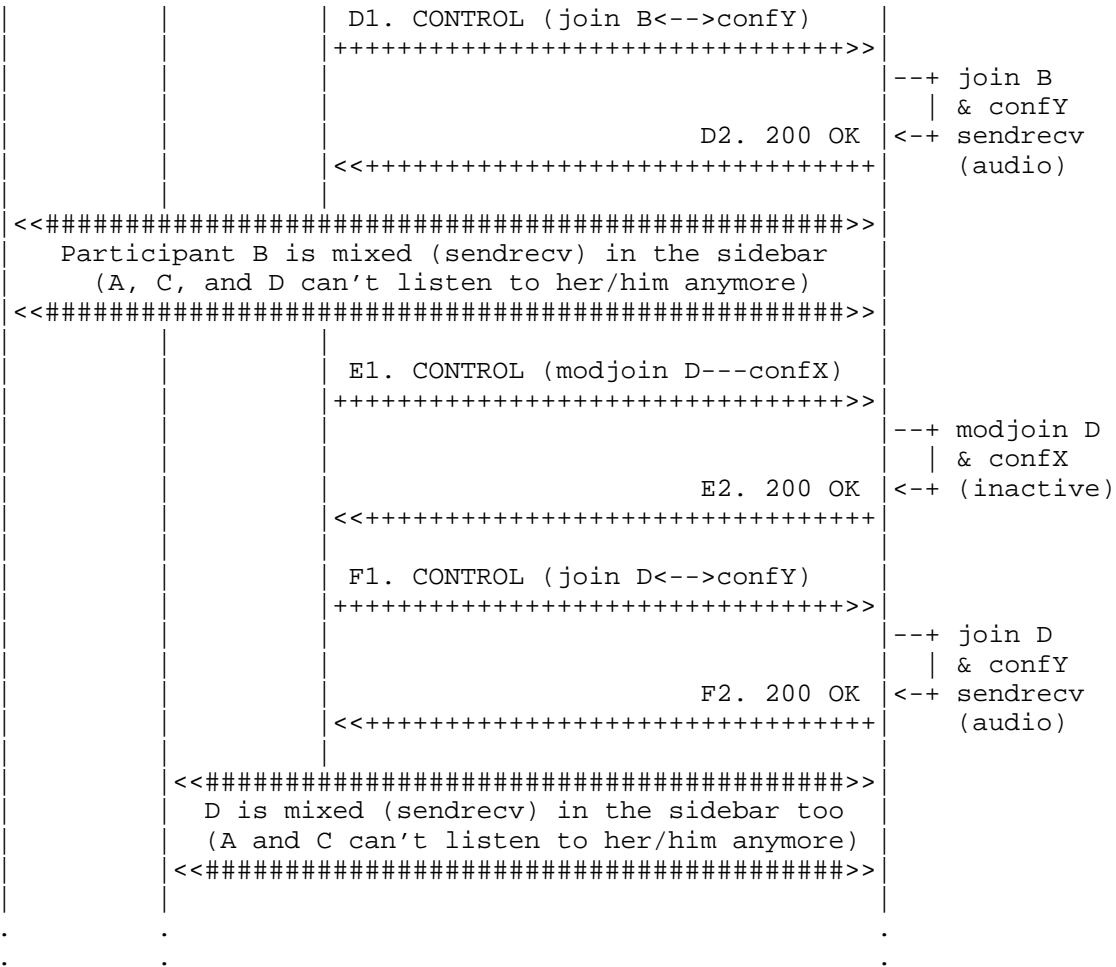 D1. CONTROL (join B<-->confY)
+++++++++++++++++++++++++++++++>>
--+ join B
| & confY
D2. 200 OK <-+ sendrecv
<<++++++++++++++++++++++++++++++++ (audio)
<<##################################################>>
Participant B is mixed (sendrecv) in the sidebar
(A, C, and D can't listen to her/him anymore)
<<##################################################>>
E1. CONTROL (modjoin D---confX)
++++++++++++++++++++++++++++++++>>
--+ modjoin D
| & confX
E2. 200 OK <-+ (inactive)
<<++++++++++++++++++++++++++++++++
F1. CONTROL (join D<-->confY)
++++++++++++++++++++++++++++++++>>
--+ join D
| & confY
F2. 200 OK <-+ sendrecv
<<++++++++++++++++++++++++++++++++ (audio)
<<########################################>>
D is mixed (sendrecv) in the sidebar too
(A and C can't listen to her/him anymore)
<<########################################>>
. . .
. . .